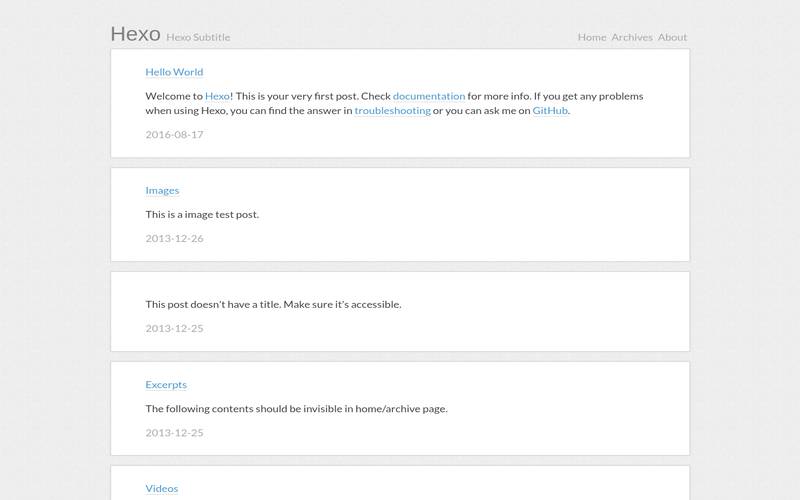 Hexo Hexo Subtitle Home Archives About
Hello World
Welcome to Hexo! This is your very first post. Check documentation for more info. If you get any problems
when using Hexo, you can find the answer in troubleshooting or you can ask me on GitHub.
2016-08-17
Images
This is a image test post.
2013-12-26
This post doesn't have a title. Make sure it's accessible.
2013-12-25
Excerpts
The following contents should be invisible in home/archive page.
2013-12-25
Videos